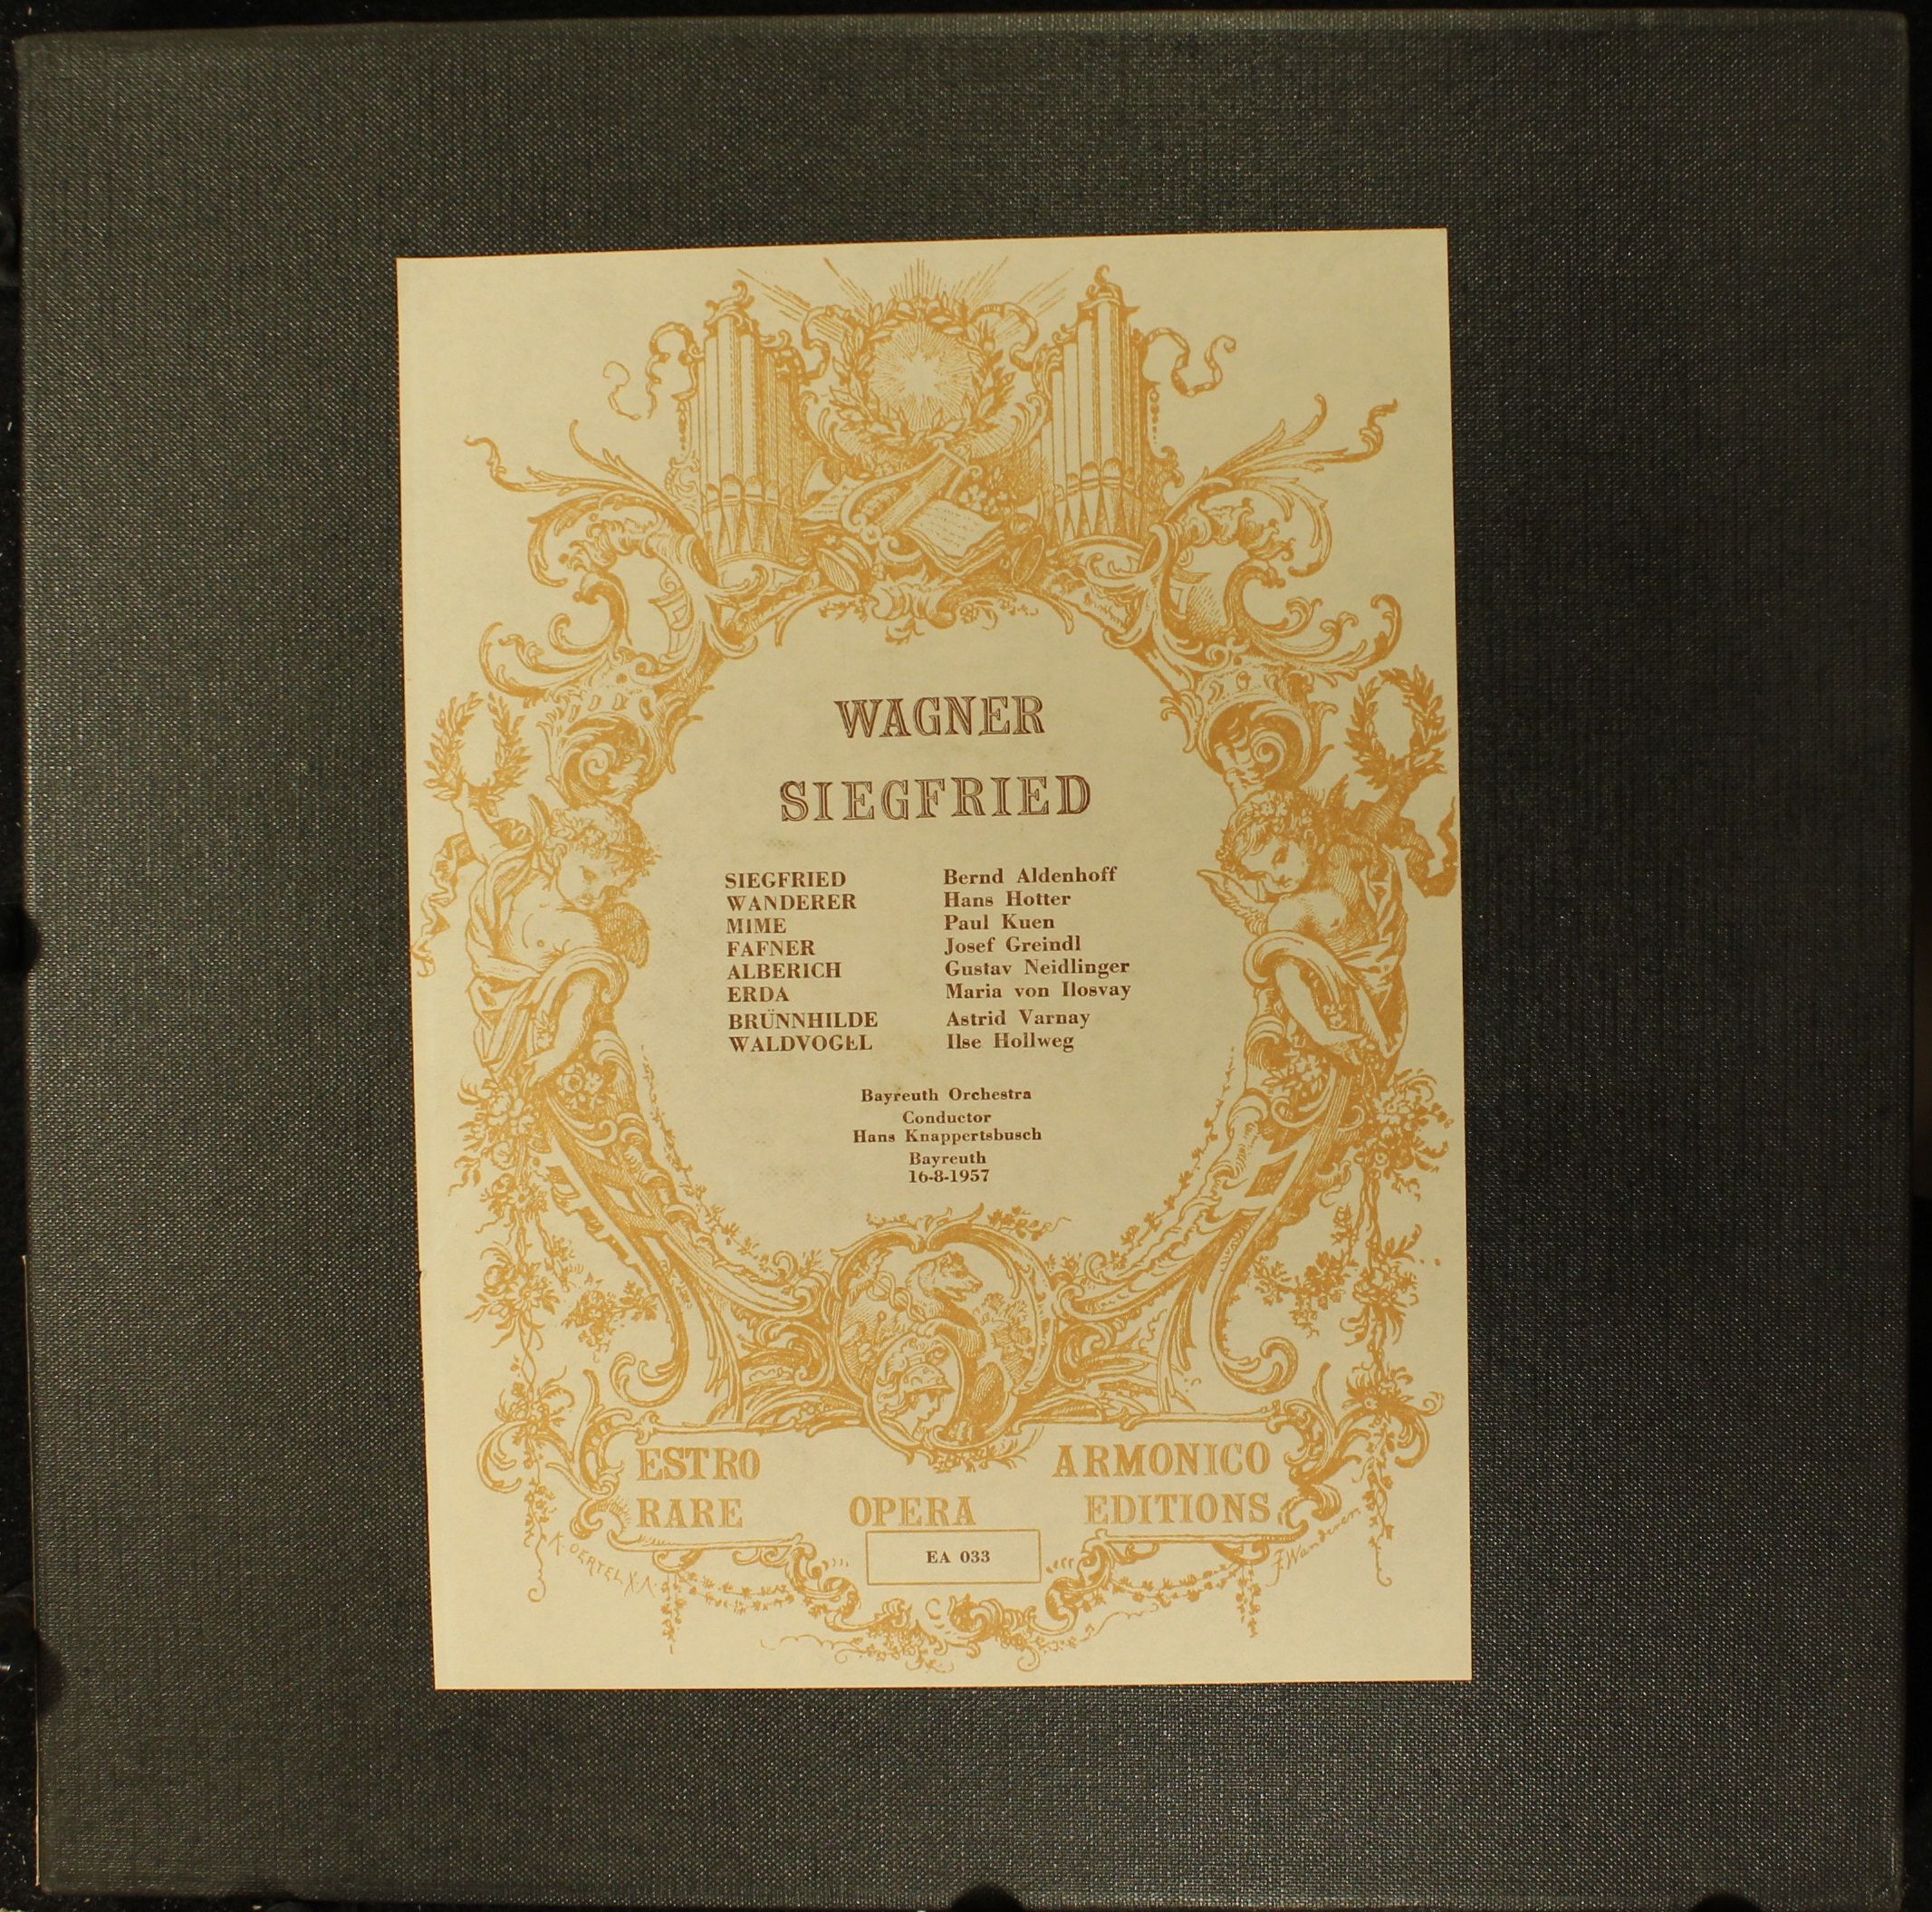 WAGNER
SIEGFRIED
SIEGFRIED Bernd Aldenhoff
WANDERER Hans Hotter
MIME Paul Kuen
FAFNER Josef Greindl
ALBERICH Gustav Neidlinger
ERDA Maria von Ilosvay
BRÜNNHILDE Astrid Varnay
WALDVOGEL Ilse Hollweg
Bayreuth Orchestra
Conductor
Hans Knappertsbusch
Bayreuth
16-8-1957
ESTRO ARMONICO
RARE OPERA EDITIONS
EA 033
K. OERTEL X.A.